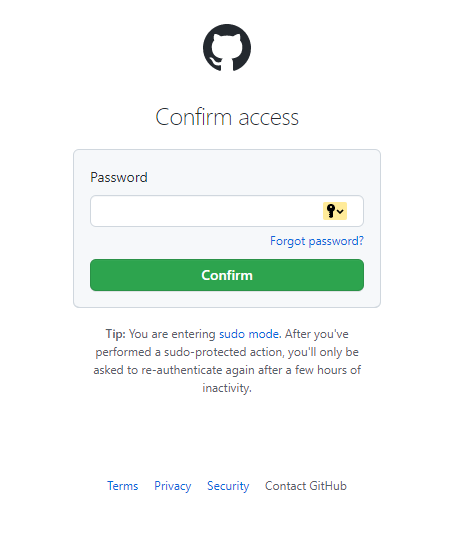 Confirm access
Password
Forgot password?
Confirm
Tip: You are entering sudo mode. After you've
performed a sudo-protected action, you'll only be
asked to re-authenticate again after a few hours of
inactivity.
Terms Privacy Security Contact GitHub